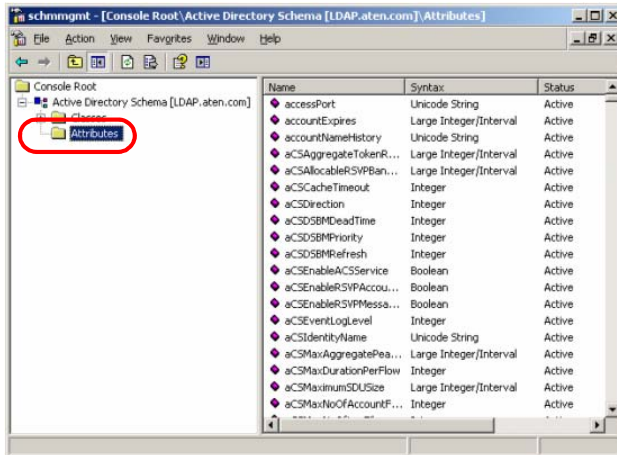 schmmgmt - [Console Root\Active Directory Schema [LDAP.aten.com]\Attributes]
File Action View Favorites Window Help
Console Root
Active Directory Schema [LDAP.aten.com]
Classes
Attributes
Name Syntax Status
accessPort Unicode String Active
accountExpires Large Integer/Interval Active
accountNameHistory Unicode String Active
aCSAggregateTokenR... Large Integer/Interval Active
aCSAllocableRSVPBan... Large Integer/Interval Active
aCSCacheTimeout Integer Active
aCSDirection Integer Active
aCSDSBMDeadTime Integer Active
aCSDSBMPriority Integer Active
aCSDSBMRefresh Integer Active
aCSEnableACSService Boolean Active
aCSEnableRSVPAccou... Boolean Active
aCSEnableRSVPMessa... Boolean Active
aCSEventLogLevel Integer Active
aCSIdentityName Unicode String Active
aCSMaxAggregatePea... Large Integer/Interval Active
aCSMaxDurationPerFlow Integer Active
aCSMaximumSDUSize Large Integer/Interval Active
aCSMaxNoOfAccountF... Integer Active